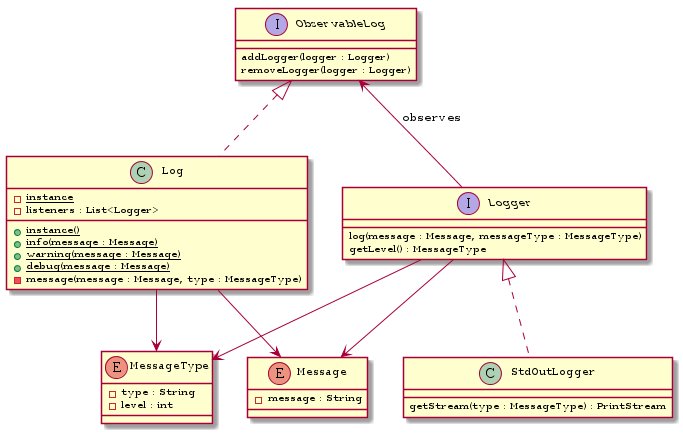 I ObservableLog
addLogger(logger : Logger)
removeLogger(logger : Logger)
observes
C Log
instance
listeners : List<Logger>
instance()
info(message : Message)
warning(message : Message)
debug(message : Message)
message(message : Message, type : MessageType)
I Logger
log(message : Message, messageType : MessageType)
getLevel() : MessageType
E MessageType
type : String
level : int
E Message
message : String
C StdOutLogger
getStream(type : MessageType) : PrintStream